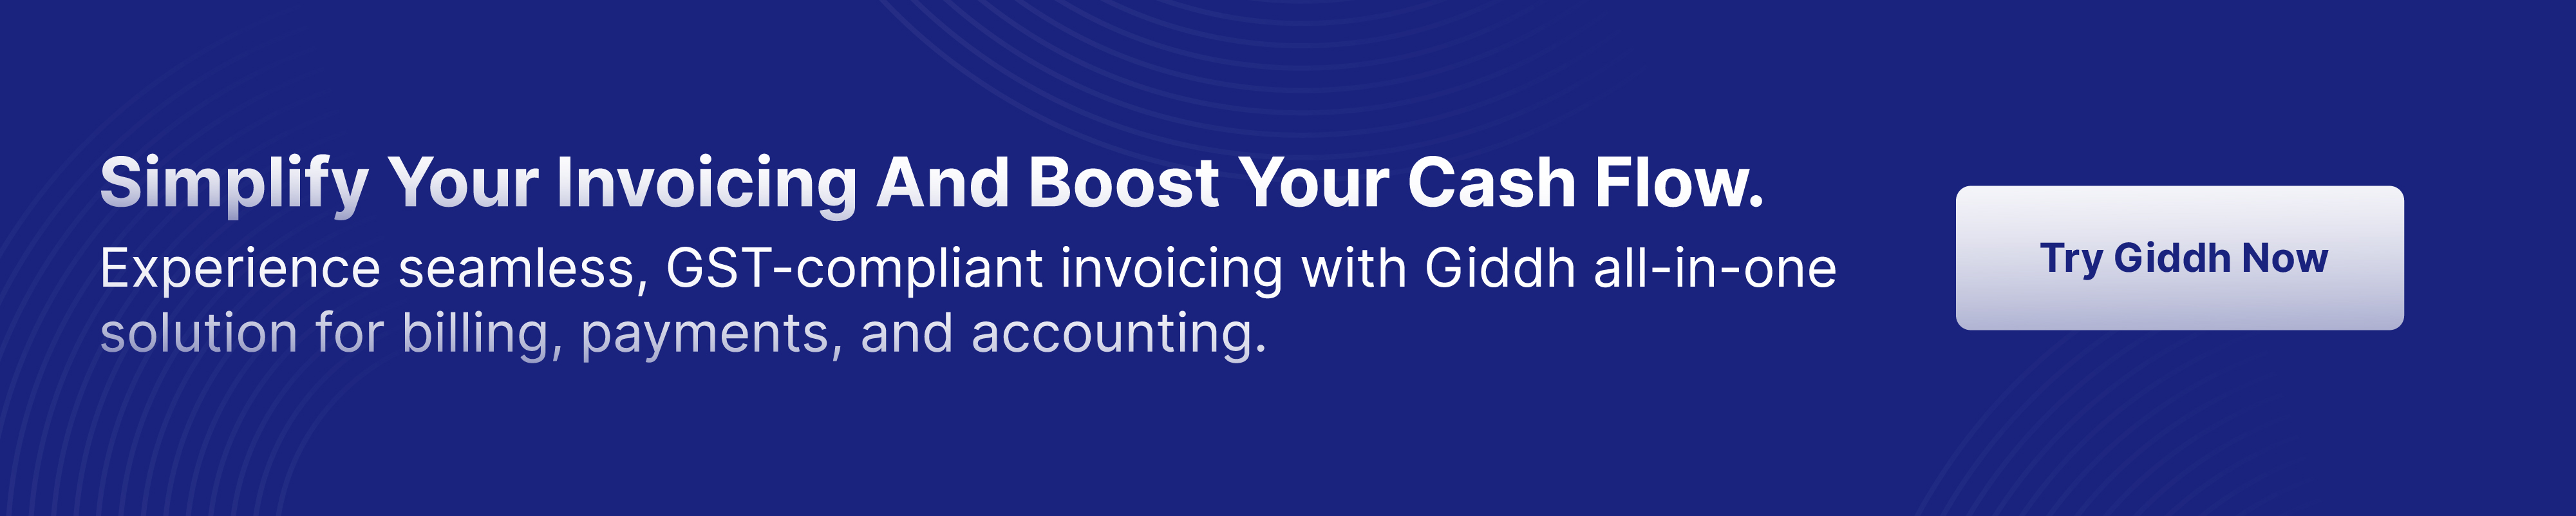 Simplify Your Invoicing And Boost Your Cash Flow.
Experience seamless, GST-compliant invoicing with Giddh all-in-one
solution for billing, payments, and accounting.
Try Giddh Now